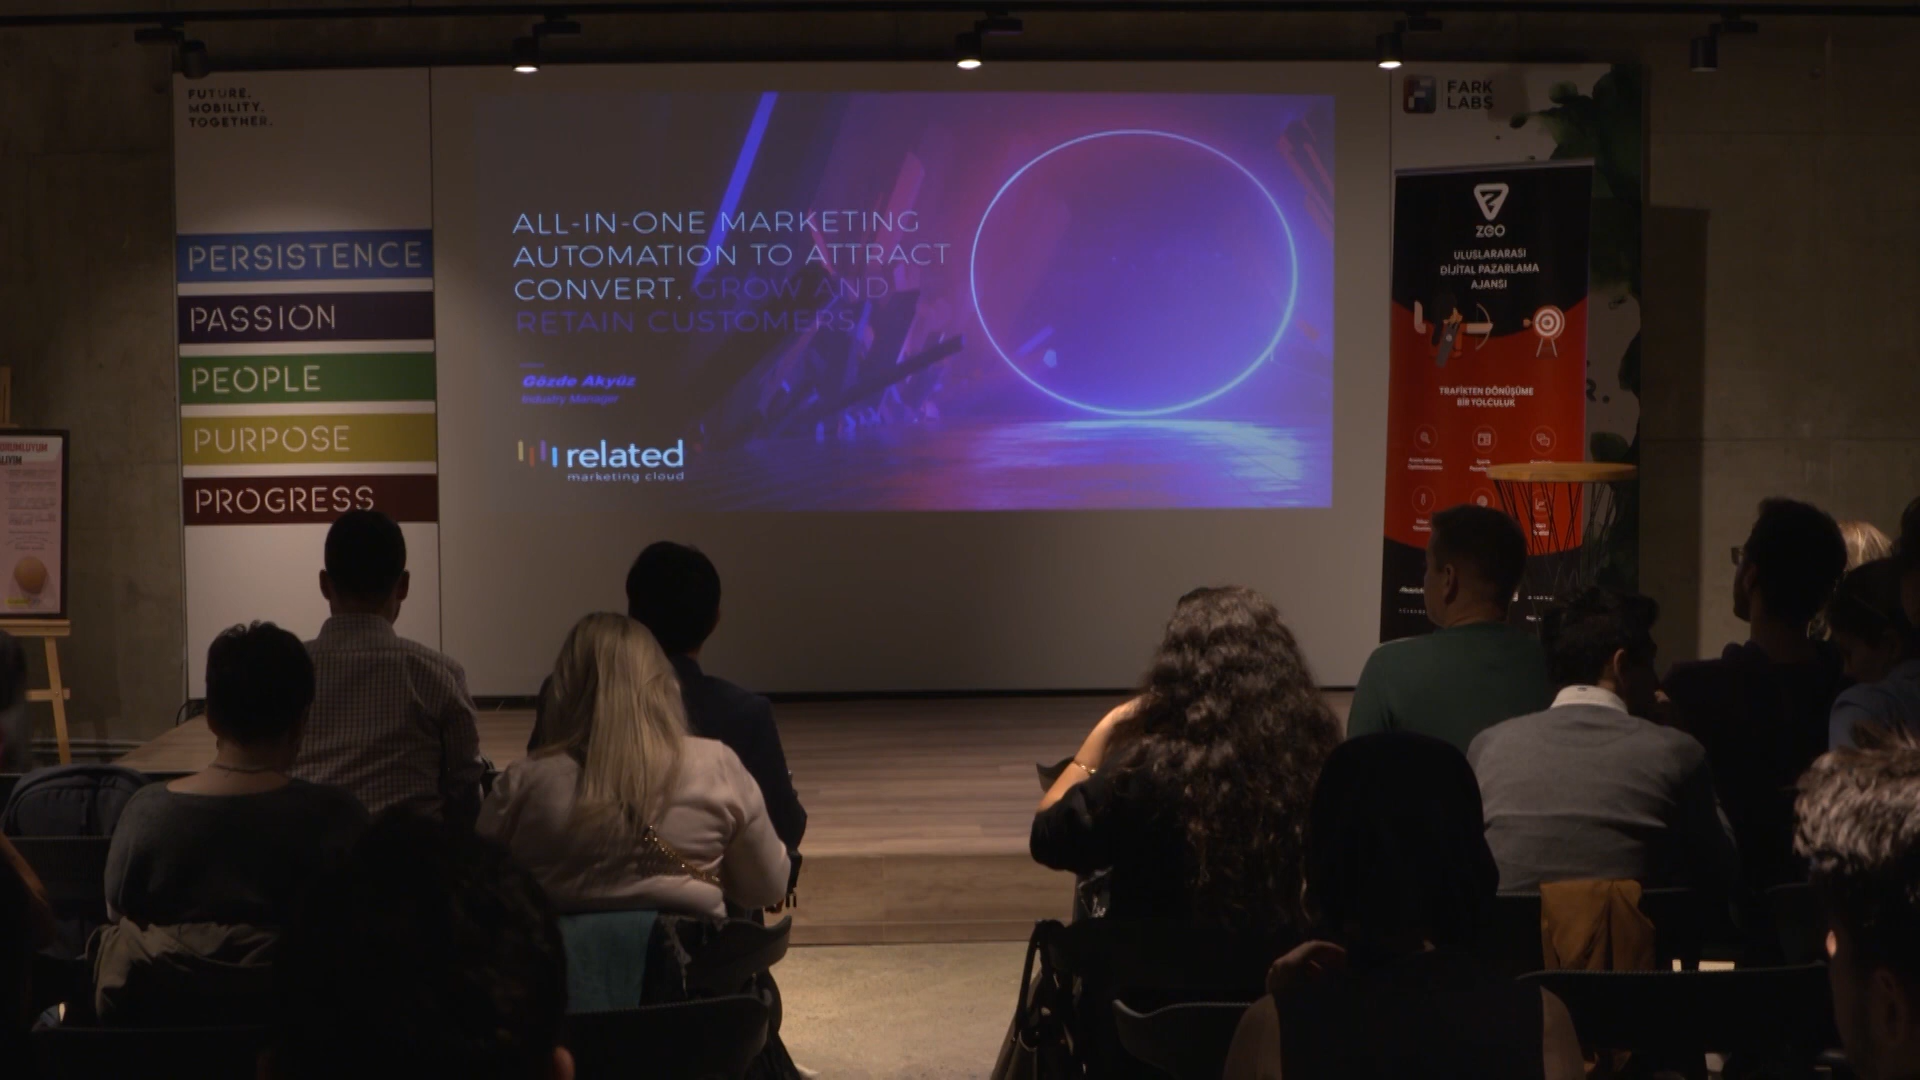 FUTURE.
MOBILITY.
TOGETHER.
PERSISTENCE
PASSION
PEOPLE
PURPOSE
PROGRESS
ALL-IN-ONE MARKETING
AUTOMATION TO ATTRACT
CONVERT, GROW AND
RETAIN CUSTOMERS
Gözde Akyüz
Industry Manager
related
marketing cloud
FARK
LABS
zeo
ULUSLARARASI
DİJİTAL PAZARLAMA
AJANSI
TRAFİKTEN DÖNÜŞÜME
BİR YOLCULUK